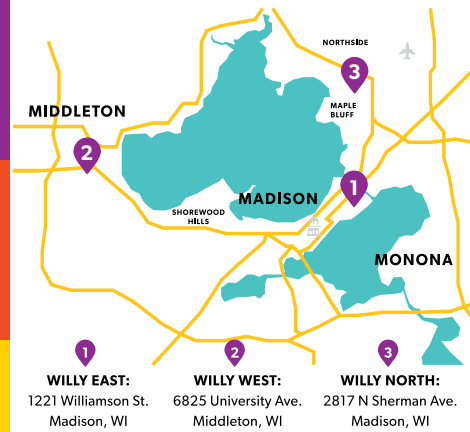 NORTHSIDE
3
MAPLE
BLUFF
MIDDLETON
2
1
MADISON
SHOREWOOD
HILLS
MONONA
1
WILLY EAST:
1221 Williamson St.
Madison, WI
2
WILLY WEST:
6825 University Ave.
Middleton, WI
3
WILLY NORTH:
2817 N Sherman Ave.
Madison, WI